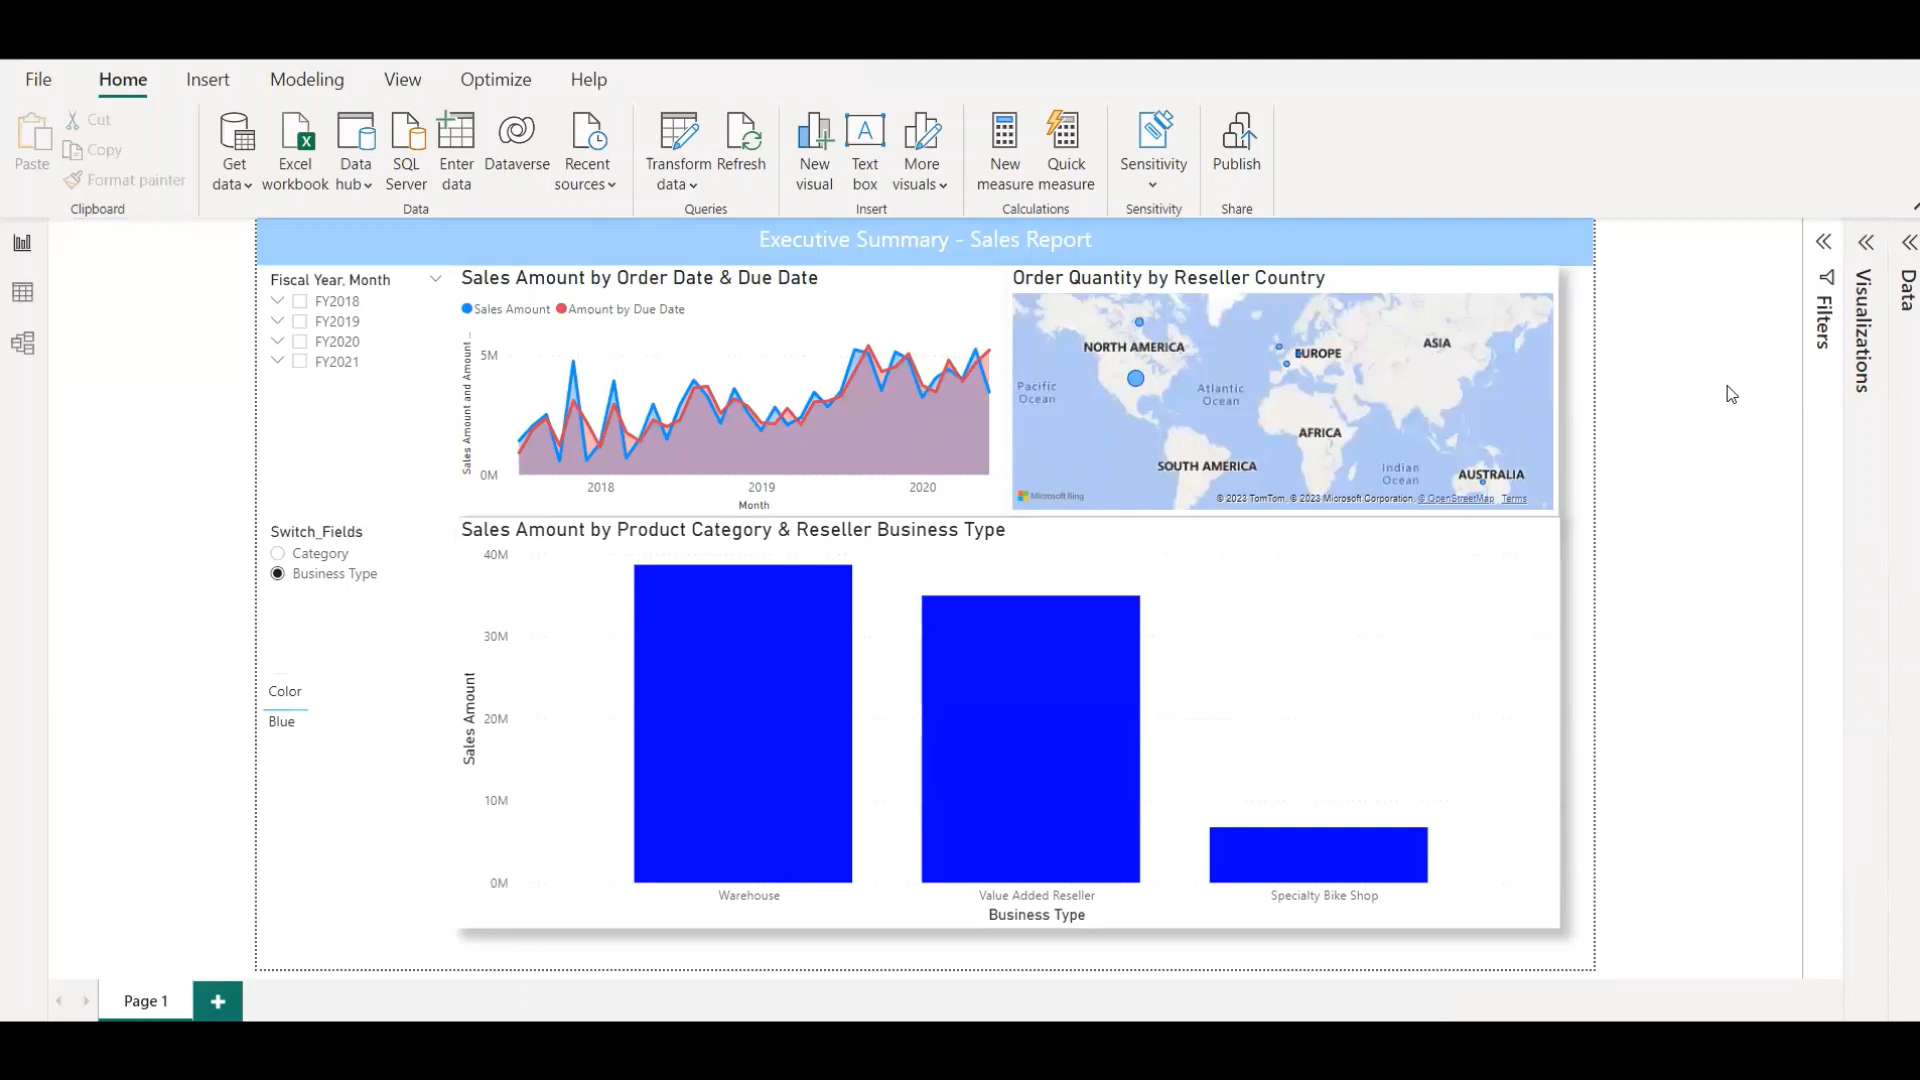 File Home Insert Modeling View Optimize Help
Paste
Cut
Copy
Format painter
Clipboard
Get data
Excel workbook
Data hub
SQL Server
Enter data
Dataverse
Recent sources
Data
Transform data
Refresh
Queries
New visual
Text box
More visuals
Insert
New measure
Quick measure
Calculations
Sensitivity
Sensitivity
Publish
Share
Executive Summary - Sales Report
Fiscal Year, Month
FY2018
FY2019
FY2020
FY2021
Sales Amount by Order Date & Due Date
Sales Amount Amount by Due Date
Sales Amount and Amount ...
5M
0M
2018 2019 2020
Month
Order Quantity by Reseller Country
NORTH AMERICA
EUROPE
ASIA
Pacific Ocean
Atlantic Ocean
AFRICA
SOUTH AMERICA
Indian Ocean
AUSTRALIA
Microsoft Bing
© 2023 TomTom, © 2023 Microsoft Corporation, © OpenStreetMap Terms
Switch_Fields
Category
Business Type
Color
Blue
Sales Amount by Product Category & Reseller Business Type
Sales Amount
40M
30M
20M
10M
0M
Warehouse Value Added Reseller Specialty Bike Shop
Business Type
Filters
Visualizations
Data
Page 1